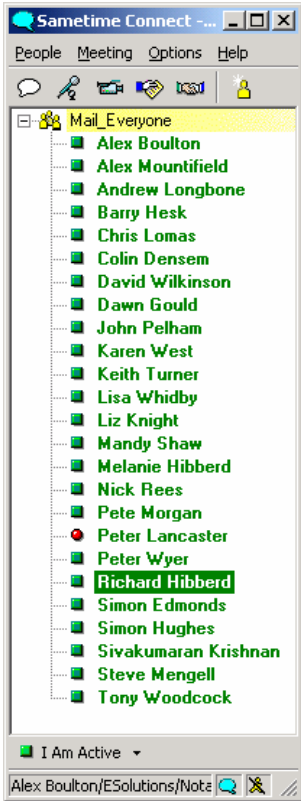 Sametime Connect -...
People Meeting Options Help
Mail_Everyone
Alex Boulton
Alex Mountifield
Andrew Longbone
Barry Hesk
Chris Lomas
Colin Densem
David Wilkinson
Dawn Gould
John Pelham
Karen West
Keith Turner
Lisa Whidby
Liz Knight
Mandy Shaw
Melanie Hibberd
Nick Rees
Pete Morgan
Peter Lancaster
Peter Wyer
Richard Hibberd
Simon Edmonds
Simon Hughes
Sivakumaran Krishnan
Steve Mengell
Tony Woodcock
I Am Active
Alex Boulton/ESolutions/Nota